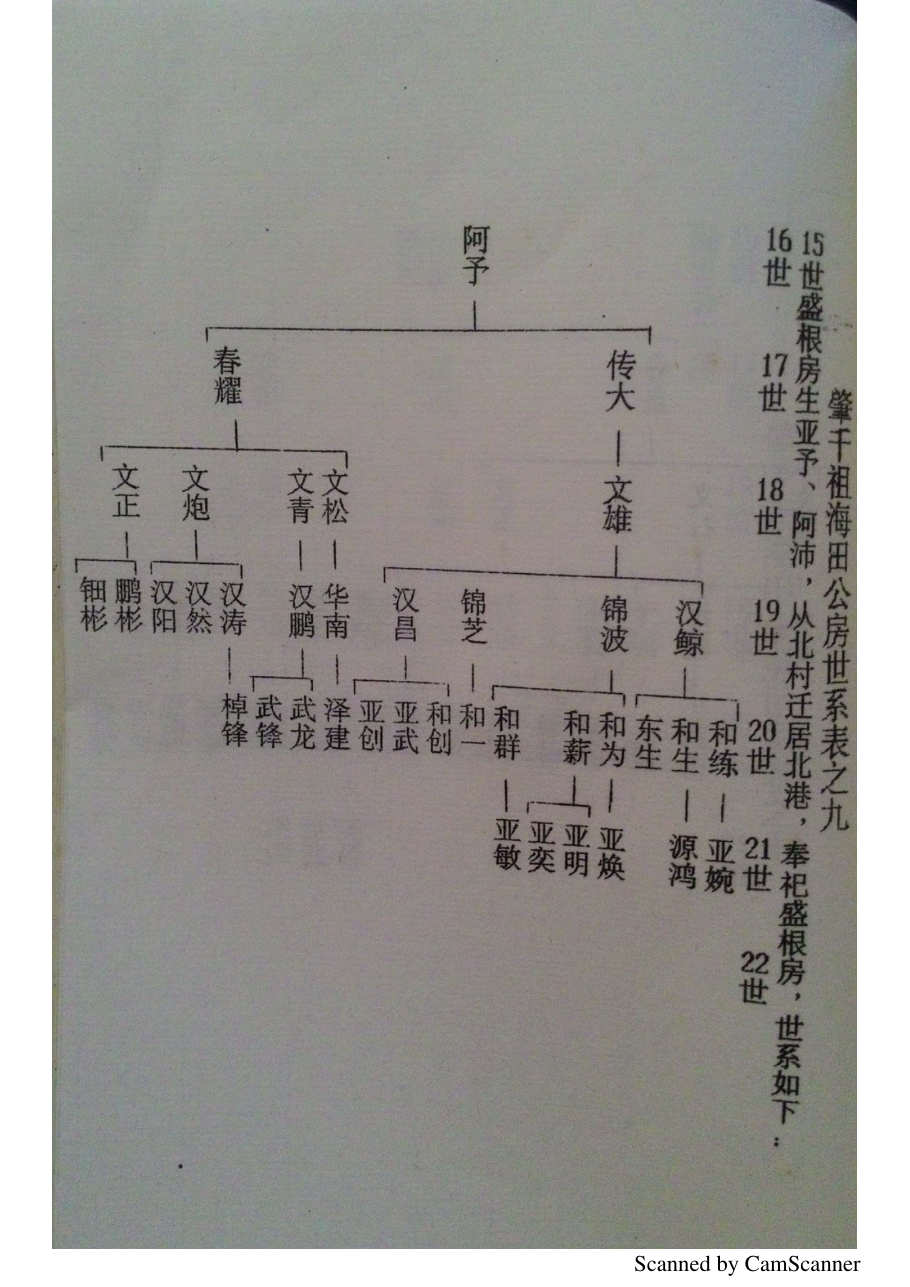 肇千祖海田公房世系表之九
15世盛根房生亚予、阿沛，从北村迁居北港，奉祀盛根房，世系如下：
16世
17世
18世
19世
20世
21世
22世
阿予
传大
春耀
文雄
文松
文青
文炮
文正
汉鲸
锦波
锦芝
汉昌
华南
汉鹏
汉涛
汉然
汉阳
鹏彬
钿彬
和练
和生
东生
和为
和薪
和群
和一
和创
亚武
亚创
泽建
武龙
武锋
棹锋
亚婉
源鸿
亚焕
亚明
亚奕
亚敏
Scanned by CamScanner